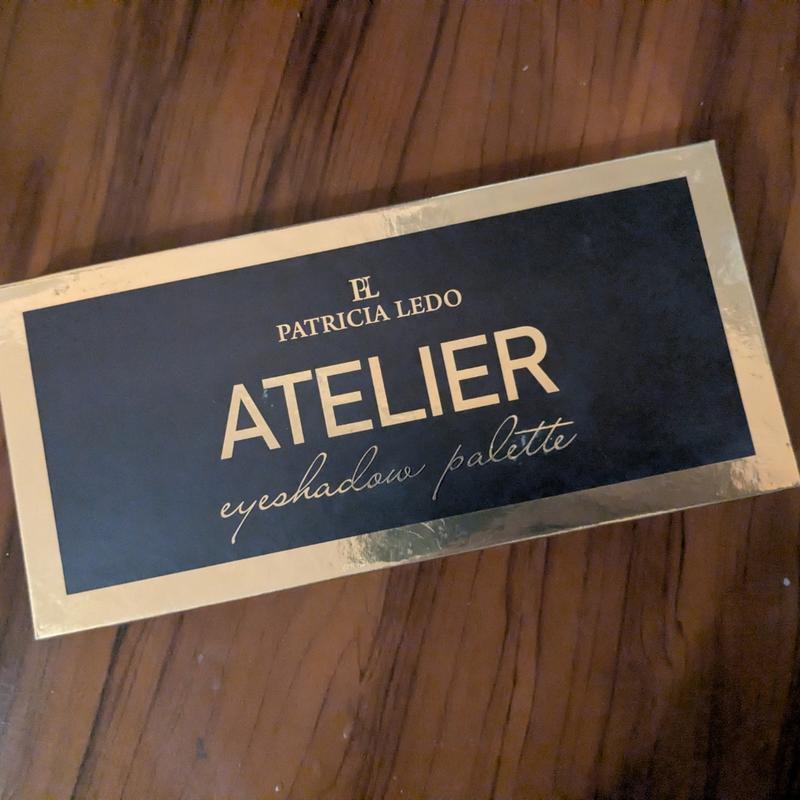 PL
PATRICIA LEDO
ATELIER
eyeshadow palette